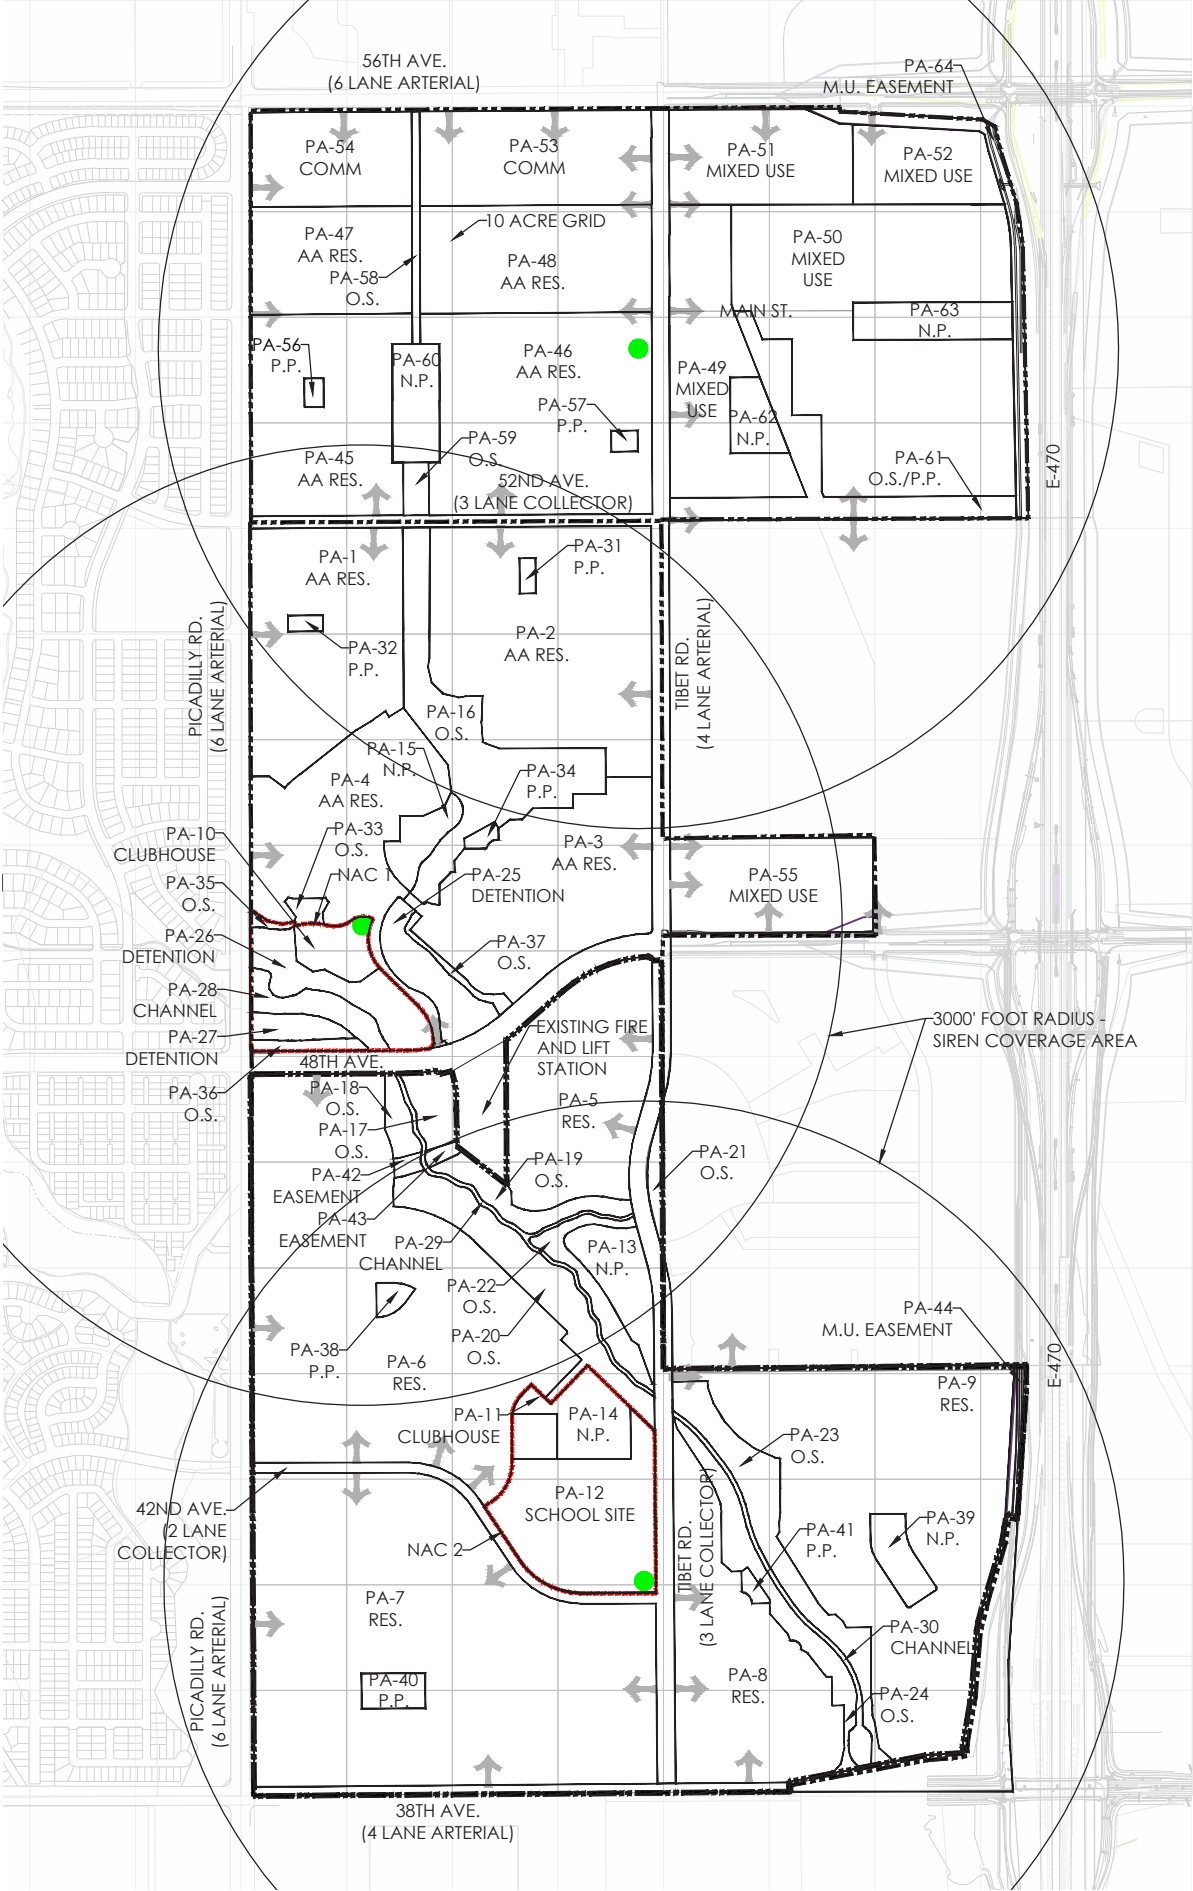 56TH AVE.
(6 LANE ARTERIAL)
PA-64
M.U. EASEMENT
PA-54
COMM
PA-53
COMM
PA-51
MIXED USE
PA-52
MIXED USE
10 ACRE GRID
PA-47
AA RES.
PA-58
O.S.
PA-48
AA RES.
PA-50
MIXED
USE
MAIN ST.
PA-63
N.P.
PA-56
P.P.
PA-60
N.P.
PA-46
AA RES.
PA-49
MIXED
USE
PA-57
P.P.
PA-62
N.P.
PA-59
O.S.
PA-45
AA RES.
PA-61
O.S./P.P.
E-470
52ND AVE.
(3 LANE COLLECTOR)
PA-1
AA RES.
PA-31
P.P.
PA-32
P.P.
PA-2
AA RES.
PICADILLY RD.
(6 LANE ARTERIAL)
TIBET RD.
(4 LANE ARTERIAL)
PA-16
O.S.
PA-15
N.P.
PA-4
AA RES.
PA-34
P.P.
PA-10
CLUBHOUSE
PA-33
O.S.
PA-3
AA RES.
NAC 1
PA-35
O.S.
PA-25
DETENTION
PA-55
MIXED USE
PA-26
DETENTION
PA-37
O.S.
PA-28
CHANNEL
PA-27
DETENTION
EXISTING FIRE
AND LIFT
STATION
3000' FOOT RADIUS -
SIREN COVERAGE AREA
48TH AVE.
PA-36
O.S.
PA-18
O.S.
PA-17
O.S.
PA-5
RES.
PA-42
EASEMENT
PA-19
O.S.
PA-21
O.S.
PA-43
EASEMENT
PA-29
CHANNEL
PA-13
N.P.
PA-22
O.S.
PA-20
O.S.
PA-44
M.U. EASEMENT
PA-38
P.P.
PA-6
RES.
E-470
PA-9
RES.
PA-11
CLUBHOUSE
PA-14
N.P.
PA-23
O.S.
PA-12
SCHOOL SITE
42ND AVE.
(2 LANE
COLLECTOR)
NAC 2
PA-39
N.P.
PA-41
P.P.
TIBET RD.
(3 LANE COLLECTOR)
PA-7
RES.
PICADILLY RD.
(6 LANE ARTERIAL)
PA-30
CHANNEL
PA-40
P.P.
PA-8
RES.
PA-24
O.S.
38TH AVE.
(4 LANE ARTERIAL)